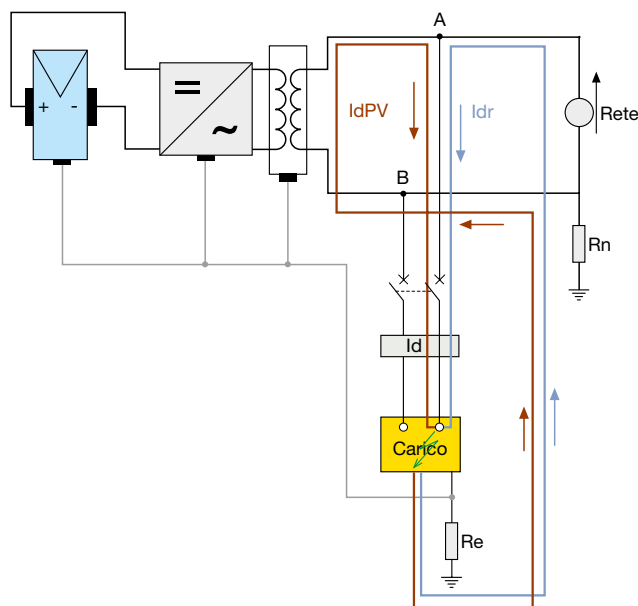 A
+ -
=
~
IdPV
Idr
Rete
B
Rn
Id
Carico
Re